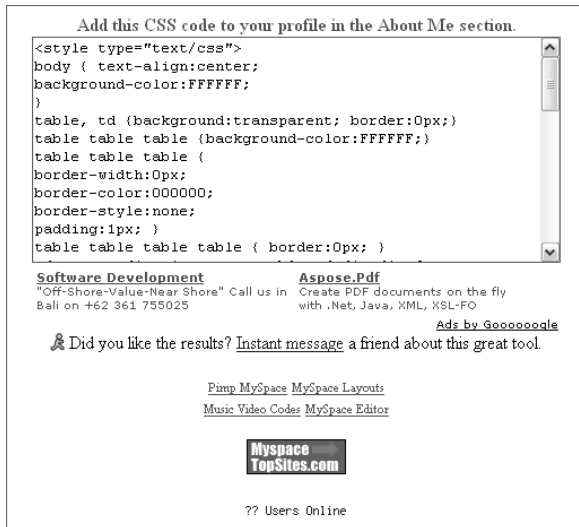 Add this CSS code to your profile in the About Me section.
<style type="text/css">
body { text-align:center;
background-color:FFFFFF;
}
table, td {background:transparent; border:0px;}
table table table {background-color:FFFFFF;}
table table table {
border-width:0px;
border-color:000000;
border-style:none;
padding:1px; }
table table table table { border:0px; }
Software Development
"Off-Shore-Value-Near Shore" Call us in
Bali on +62 361 755025
Aspose.Pdf
Create PDF documents on the fly
with .Net, Java, XML, XSL-FO
Ads by Goooooogle
Did you like the results? Instant message a friend about this great tool.
Pimp MySpace MySpace Layouts
Music Video Codes MySpace Editor
Myspace
TopSites.com
?? Users Online